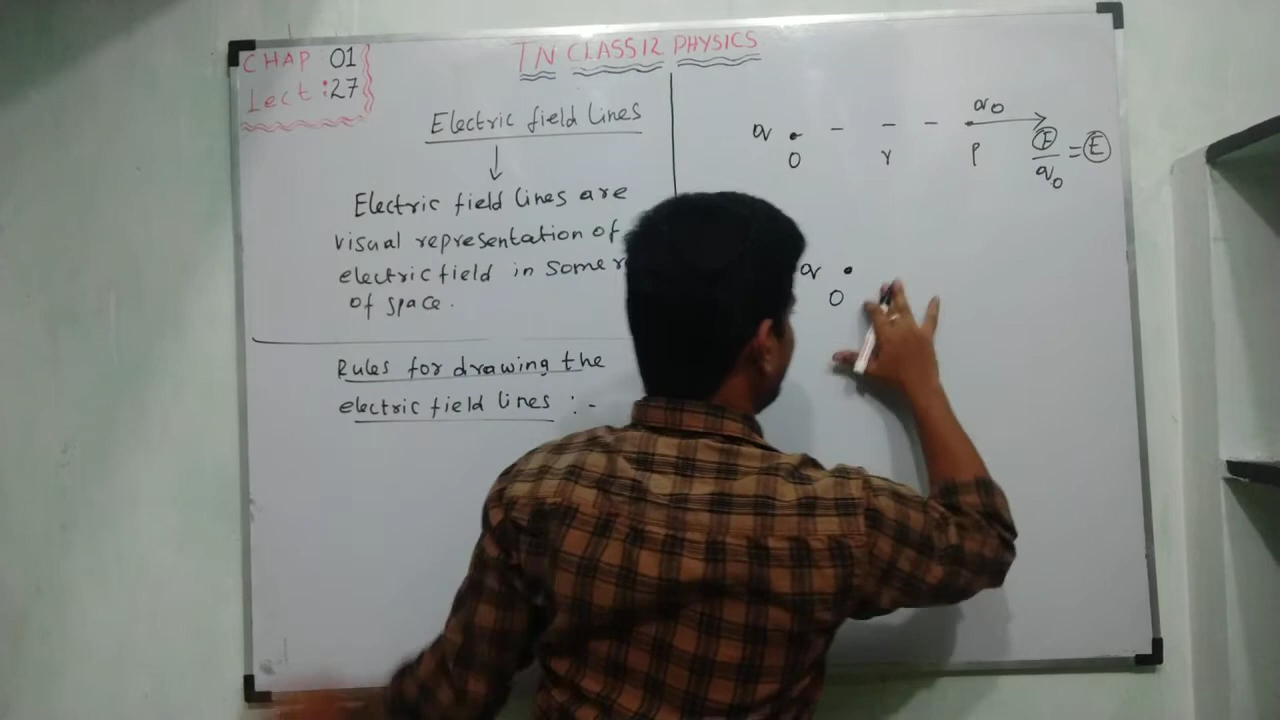 CHAP 01
Lect : 27
TN CLASS 12 PHYSICS
Electric field Lines
Electric field Lines are
visual representation of
electric field in some
of space.
Rules for drawing the
electric field lines : -
q O r P q0
F/q0 = E
q
O